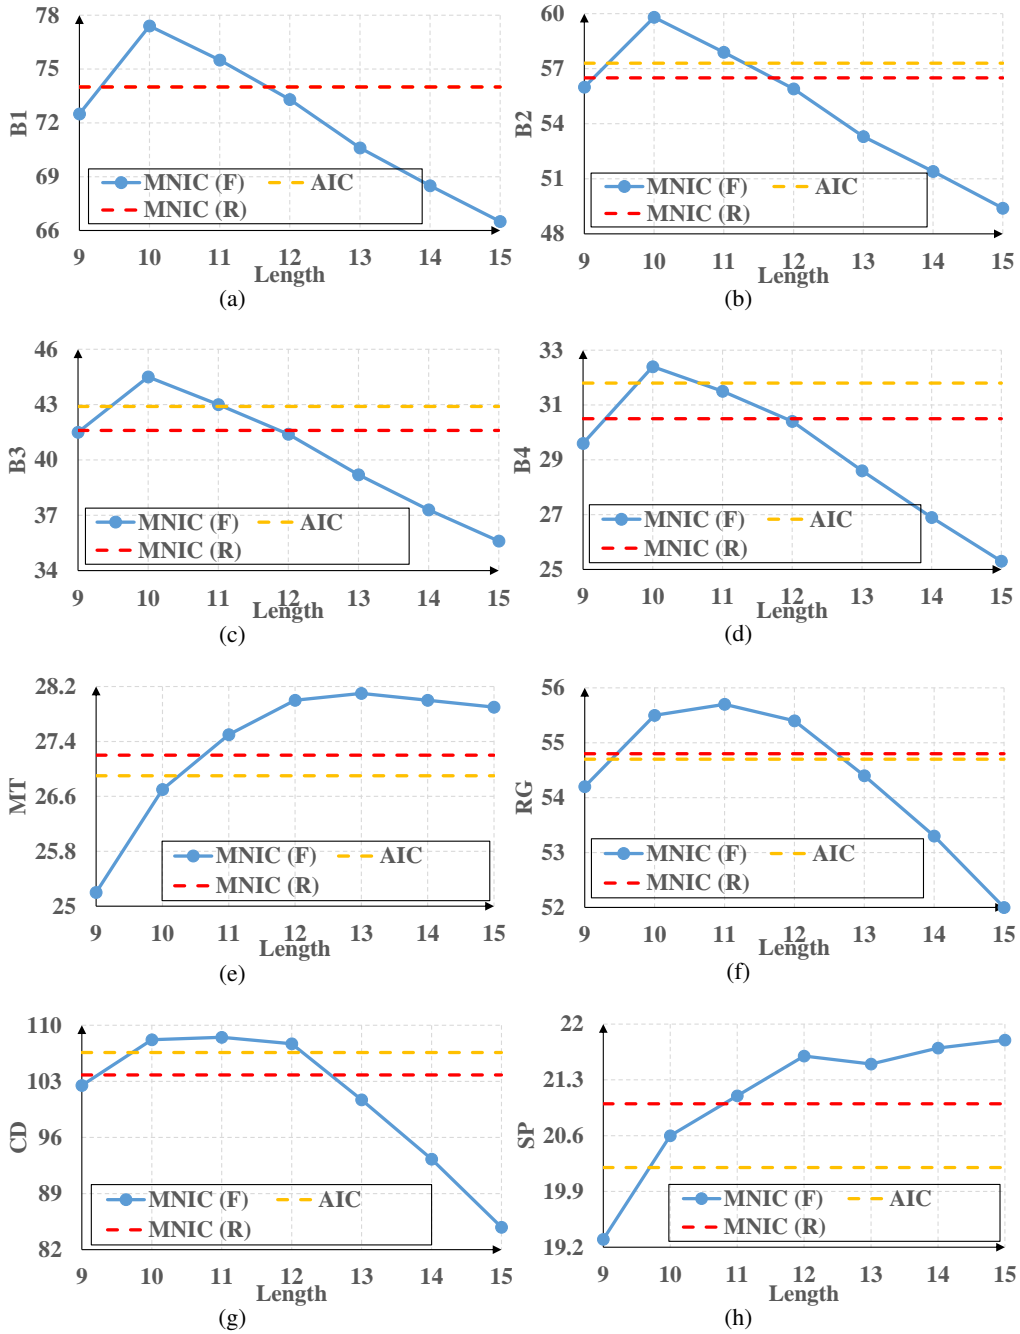 78
75
72
69
66
B1
MNIC (F)
AIC
MNIC (R)
9 10 11 12 13 14 15
Length
(a)
60
57
54
51
48
B2
MNIC (F)
AIC
MNIC (R)
9 10 11 12 13 14 15
Length
(b)
46
43
40
37
34
B3
MNIC (F)
AIC
MNIC (R)
9 10 11 12 13 14 15
Length
(c)
33
31
29
27
25
B4
MNIC (F)
AIC
MNIC (R)
9 10 11 12 13 14 15
Length
(d)
28.2
27.4
26.6
25.8
25
MT
MNIC (F)
AIC
MNIC (R)
9 10 11 12 13 14 15
Length
(e)
56
55
54
53
52
RG
MNIC (F)
AIC
MNIC (R)
9 10 11 12 13 14 15
Length
(f)
110
103
96
89
82
CD
MNIC (F)
AIC
MNIC (R)
9 10 11 12 13 14 15
Length
(g)
22
21.3
20.6
19.9
19.2
SP
MNIC (F)
AIC
MNIC (R)
9 10 11 12 13 14 15
Length
(h)